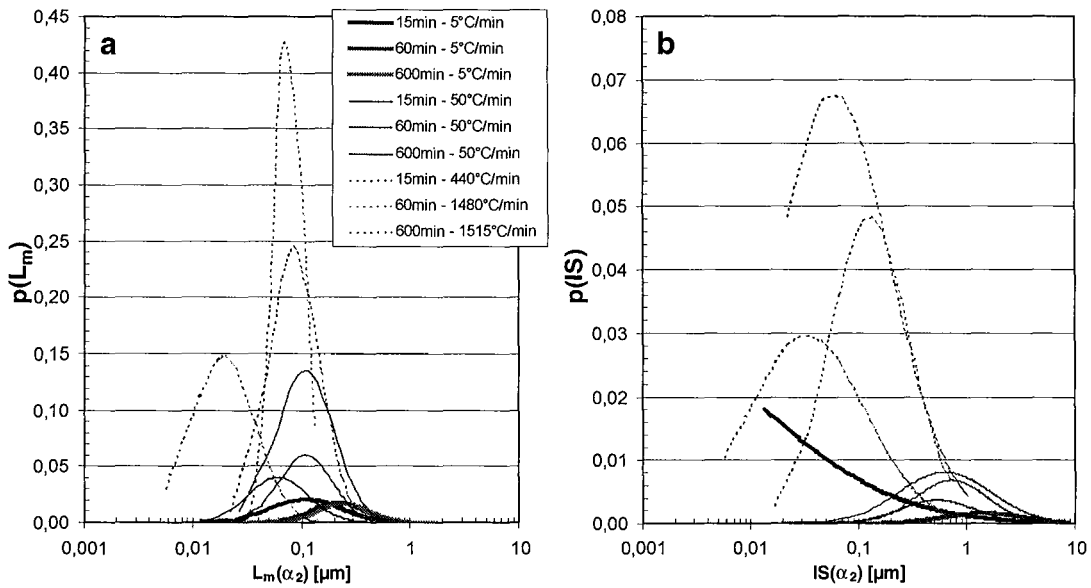 a
p(Lm)
0,45
0,40
0,35
0,30
0,25
0,20
0,15
0,10
0,05
0,00
0,001
0,01
0,1
1
10
Lm(α2) [µm]
15min - 5°C/min
60min - 5°C/min
600min - 5°C/min
15min - 50°C/min
60min - 50°C/min
600min - 50°C/min
15min - 440°C/min
60min - 1480°C/min
600min - 1515°C/min
b
p(IS)
0,08
0,07
0,06
0,05
0,04
0,03
0,02
0,01
0,00
0,001
0,01
0,1
1
10
IS(α2) [µm]